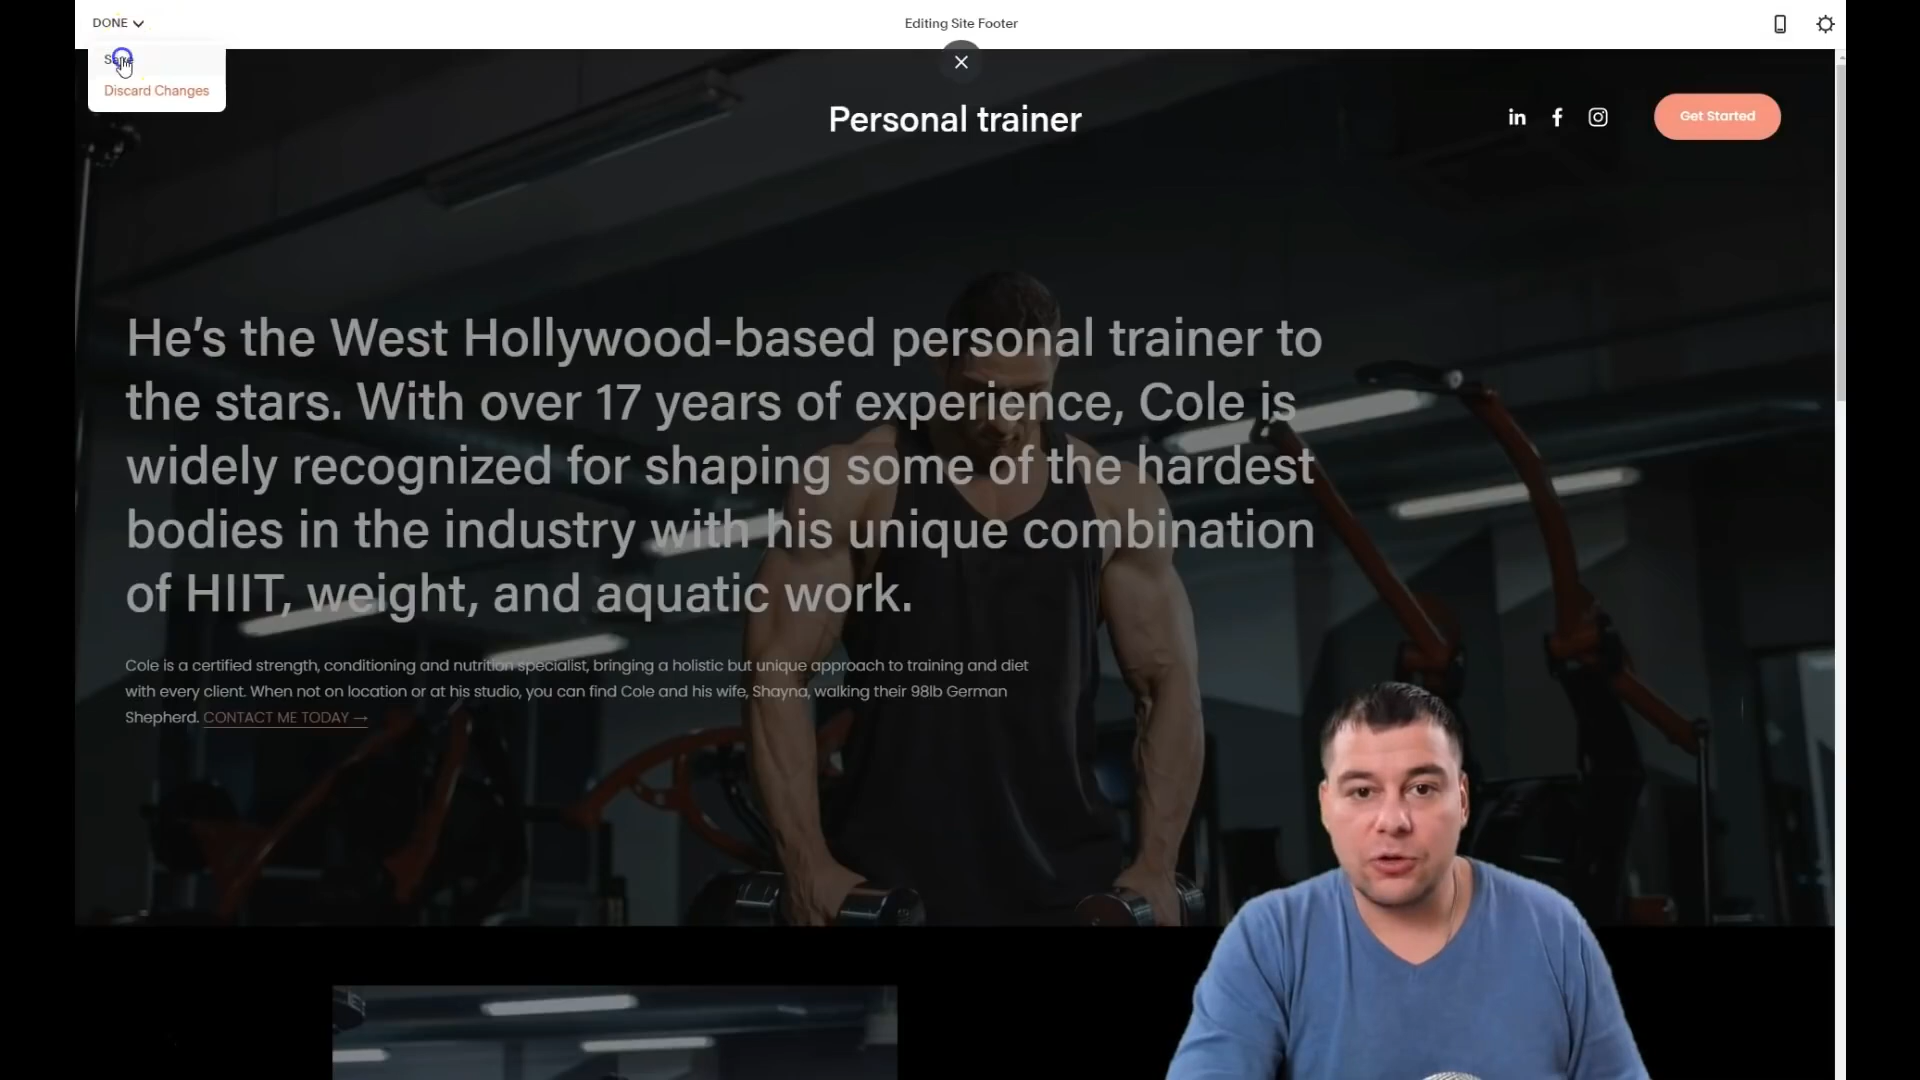 DONE
Editing Site Footer
Discard Changes
Personal trainer
in
Get Started
He's the West Hollywood-based personal trainer to
the stars. With over 17 years of experience, Cole is
widely recognized for shaping some of the hardest
bodies in the industry with his unique combination
of HIIT, weight, and aquatic work.
Cole is a certified strength, conditioning and nutrition specialist, bringing a holistic but unique approach to training and diet
with every client. When not on location or at his studio, you can find Cole and his wife, Shayna, walking their 98lb German
Shepherd. CONTACT ME TODAY →